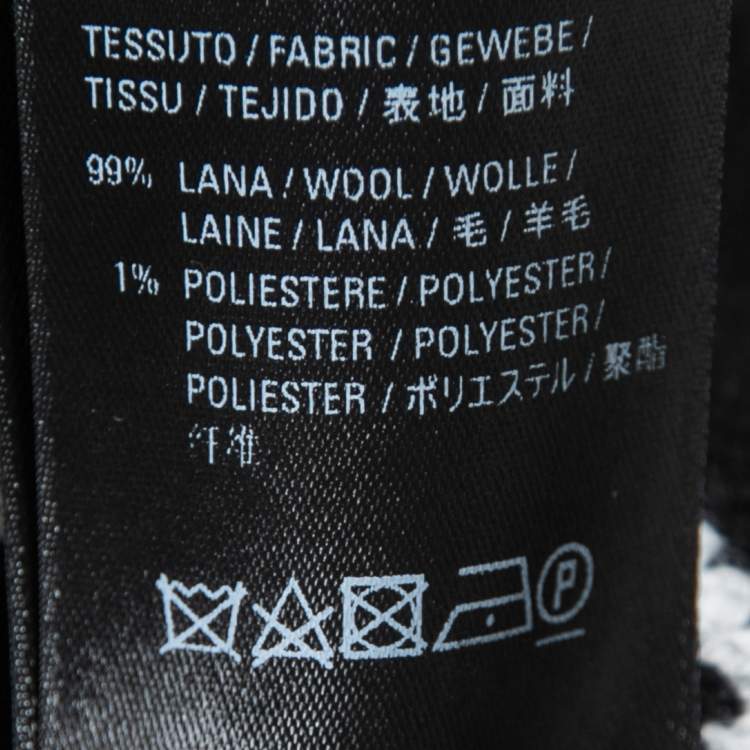 TESSUTO / FABRIC / GEWEBE /
TISSU / TEJIDO / 表地 / 面料
99% LANA / WOOL / WOLLE /
LAINE / LANA / 毛 / 羊毛
1% POLIESTERE / POLYESTER /
POLYESTER / POLYESTER /
POLIESTER / ポリエステル / 聚酯
纤维
P